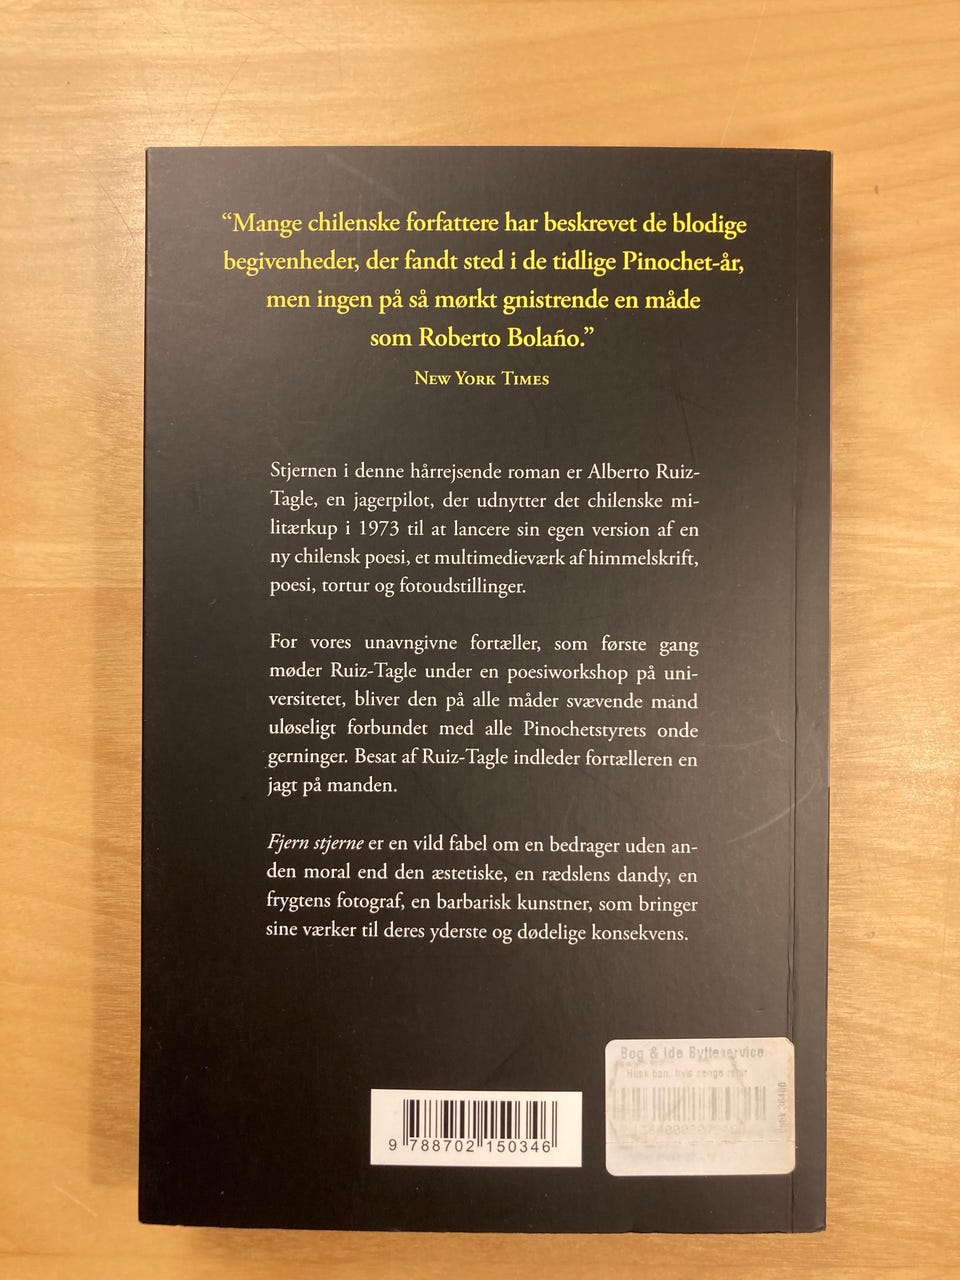 “Mange chilenske forfattere har beskrevet de blodige
begivenheder, der fandt sted i de tidlige Pinochet-år,
men ingen på så mørkt gnistrende en måde
som Roberto Bolaño.”
New York Times
Stjernen i denne hårrejsende roman er Alberto Ruiz-
Tagle, en jagerpilot, der udnytter det chilenske mi-
litærkup i 1973 til at lancere sin egen version af en
ny chilensk poesi, et multimedieværk af himmelskrift,
poesi, tortur og fotoudstillinger.
For vores unavngivne fortæller, som første gang
møder Ruiz-Tagle under en poesiworkshop på uni-
versitetet, bliver den på alle måder svævende mand
uløseligt forbundet med alle Pinochetstyrets onde
gerninger. Besat af Ruiz-Tagle indleder fortælleren en
jagt på manden.
Fjern stjerne er en vild fabel om en bedrager uden an-
den moral end den æstetiske, en rædslens dandy, en
frygtens fotograf, en barbarisk kunstner, som bringer
sine værker til deres yderste og dødelige konsekvens.
9 788702 150346
Bog & Ide Bytteservice
Husk bon, hvis penge retur